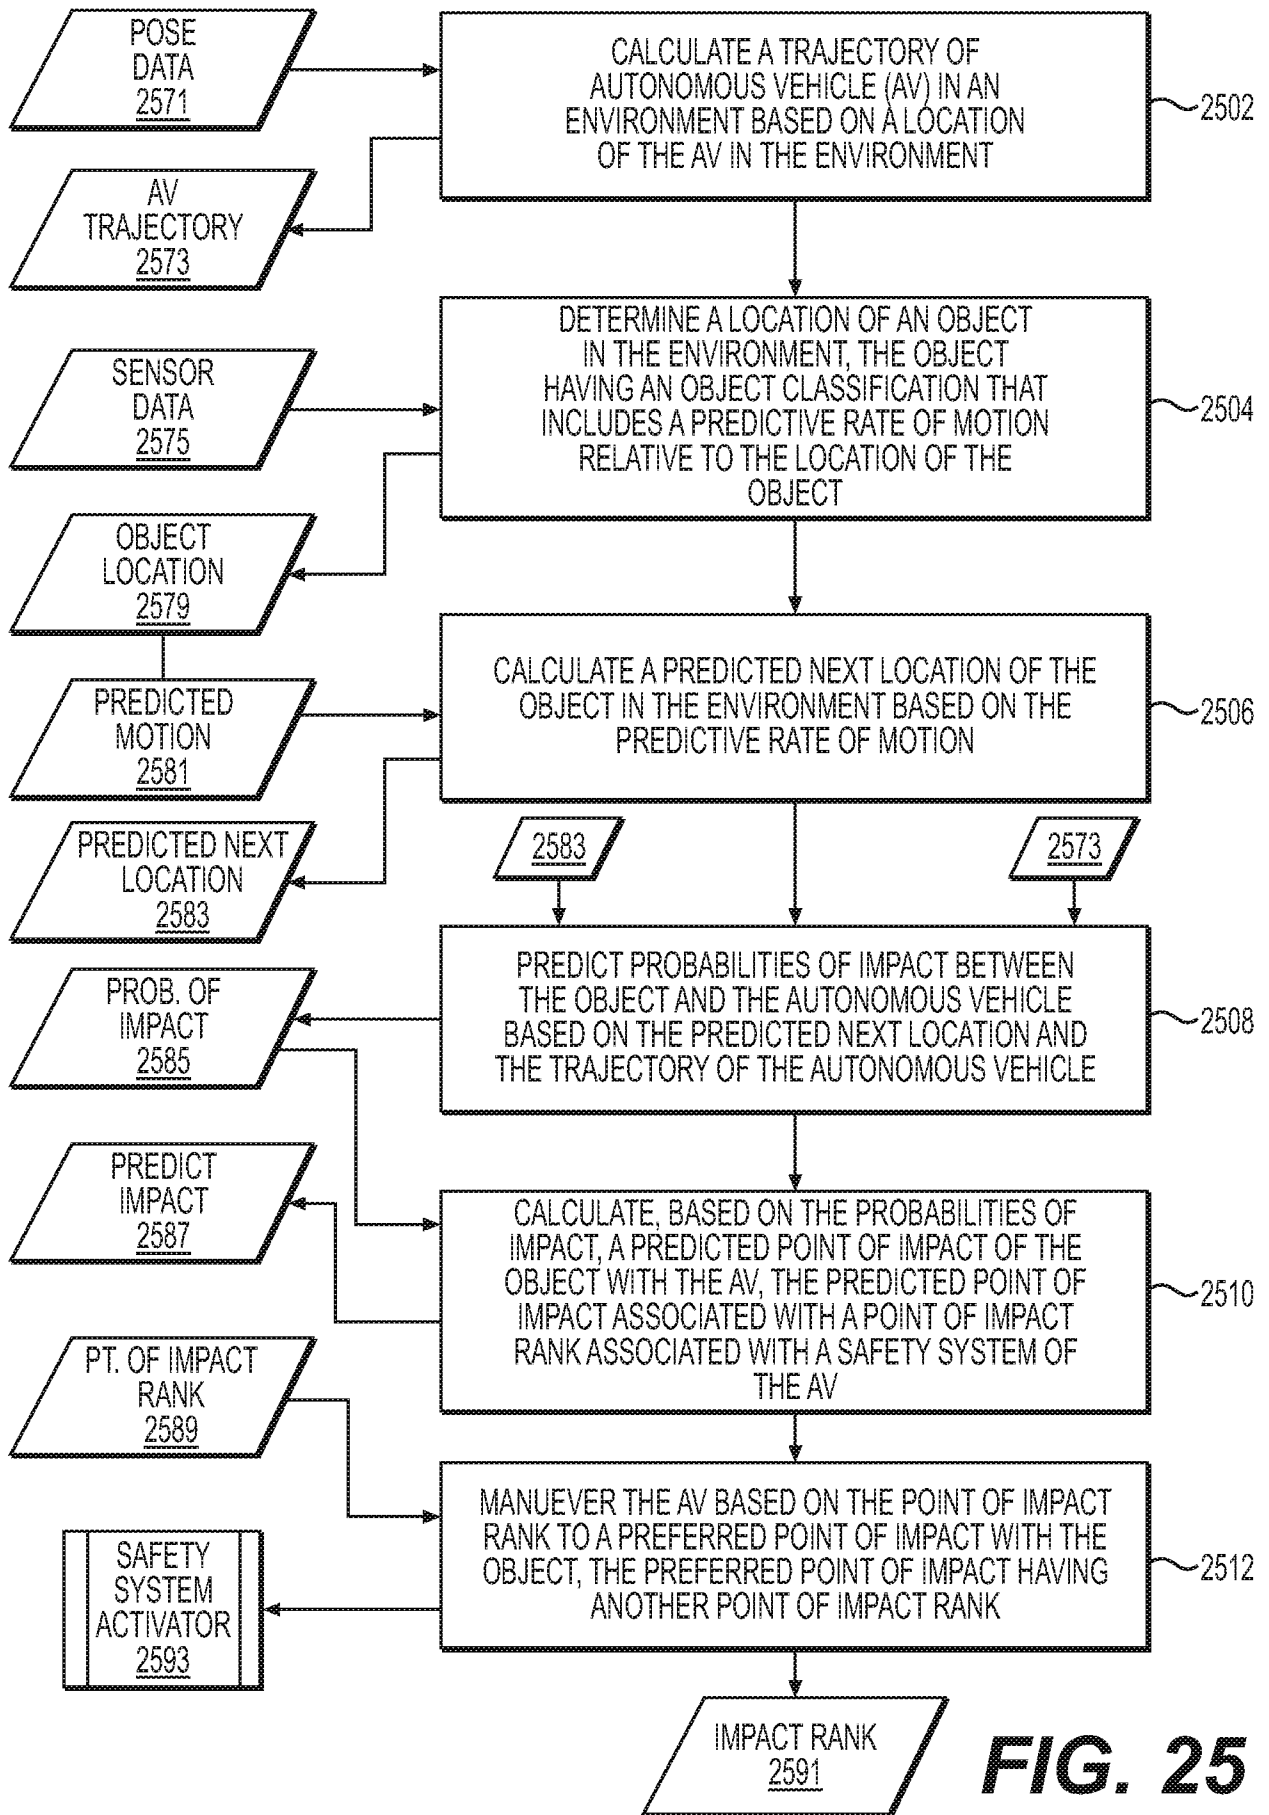 POSE
DATA
2571
CALCULATE A TRAJECTORY OF
AUTONOMOUS VEHICLE (AV) IN AN
ENVIRONMENT BASED ON A LOCATION
OF THE AV IN THE ENVIRONMENT
2502
AV
TRAJECTORY
2573
DETERMINE A LOCATION OF AN OBJECT
IN THE ENVIRONMENT, THE OBJECT
HAVING AN OBJECT CLASSIFICATION THAT
INCLUDES A PREDICTIVE RATE OF MOTION
RELATIVE TO THE LOCATION OF THE
OBJECT
2504
SENSOR
DATA
2575
OBJECT
LOCATION
2579
CALCULATE A PREDICTED NEXT LOCATION OF THE
OBJECT IN THE ENVIRONMENT BASED ON THE
PREDICTIVE RATE OF MOTION
2506
PREDICTED
MOTION
2581
PREDICTED NEXT
LOCATION
2583
2583
2573
PREDICT PROBABILITIES OF IMPACT BETWEEN
THE OBJECT AND THE AUTONOMOUS VEHICLE
BASED ON THE PREDICTED NEXT LOCATION AND
THE TRAJECTORY OF THE AUTONOMOUS VEHICLE
2508
PROB. OF
IMPACT
2585
PREDICT
IMPACT
2587
CALCULATE, BASED ON THE PROBABILITIES OF
IMPACT, A PREDICTED POINT OF IMPACT OF THE
OBJECT WITH THE AV, THE PREDICTED POINT OF
IMPACT ASSOCIATED WITH A POINT OF IMPACT
RANK ASSOCIATED WITH A SAFETY SYSTEM OF
THE AV
2510
PT. OF IMPACT
RANK
2589
MANUEVER THE AV BASED ON THE POINT OF IMPACT
RANK TO A PREFERRED POINT OF IMPACT WITH THE
OBJECT, THE PREFERRED POINT OF IMPACT HAVING
ANOTHER POINT OF IMPACT RANK
2512
SAFETY
SYSTEM
ACTIVATOR
2593
IMPACT RANK
2591
FIG. 25